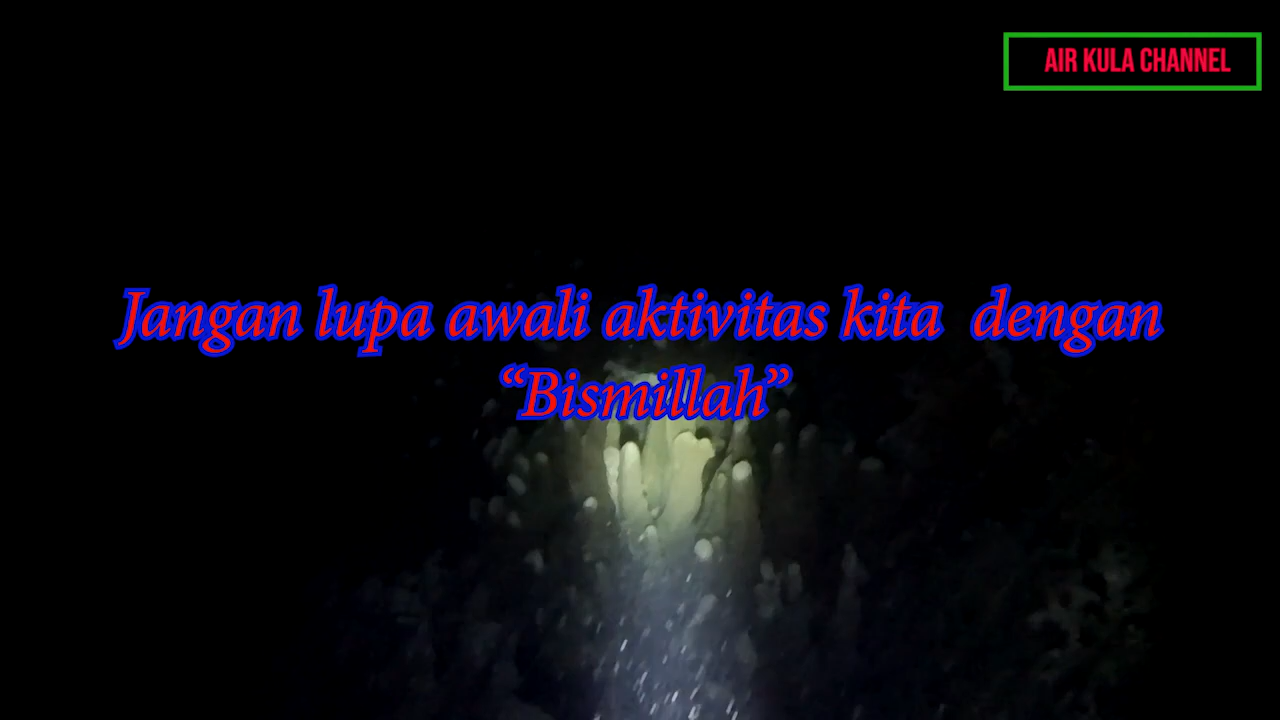 AIR KULA CHANNEL
Jangan lupa awali aktivitas kita dengan
“Bismillah”